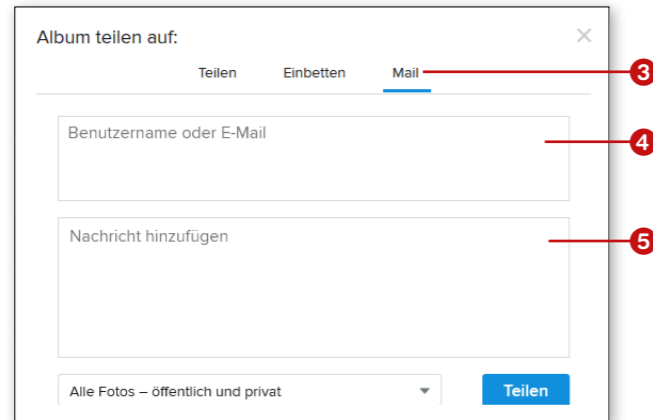 Album teilen auf:
Teilen Einbetten Mail 3
Benutzername oder E-Mail
4
Nachricht hinzufügen
5
Alle Fotos – öffentlich und privat Teilen